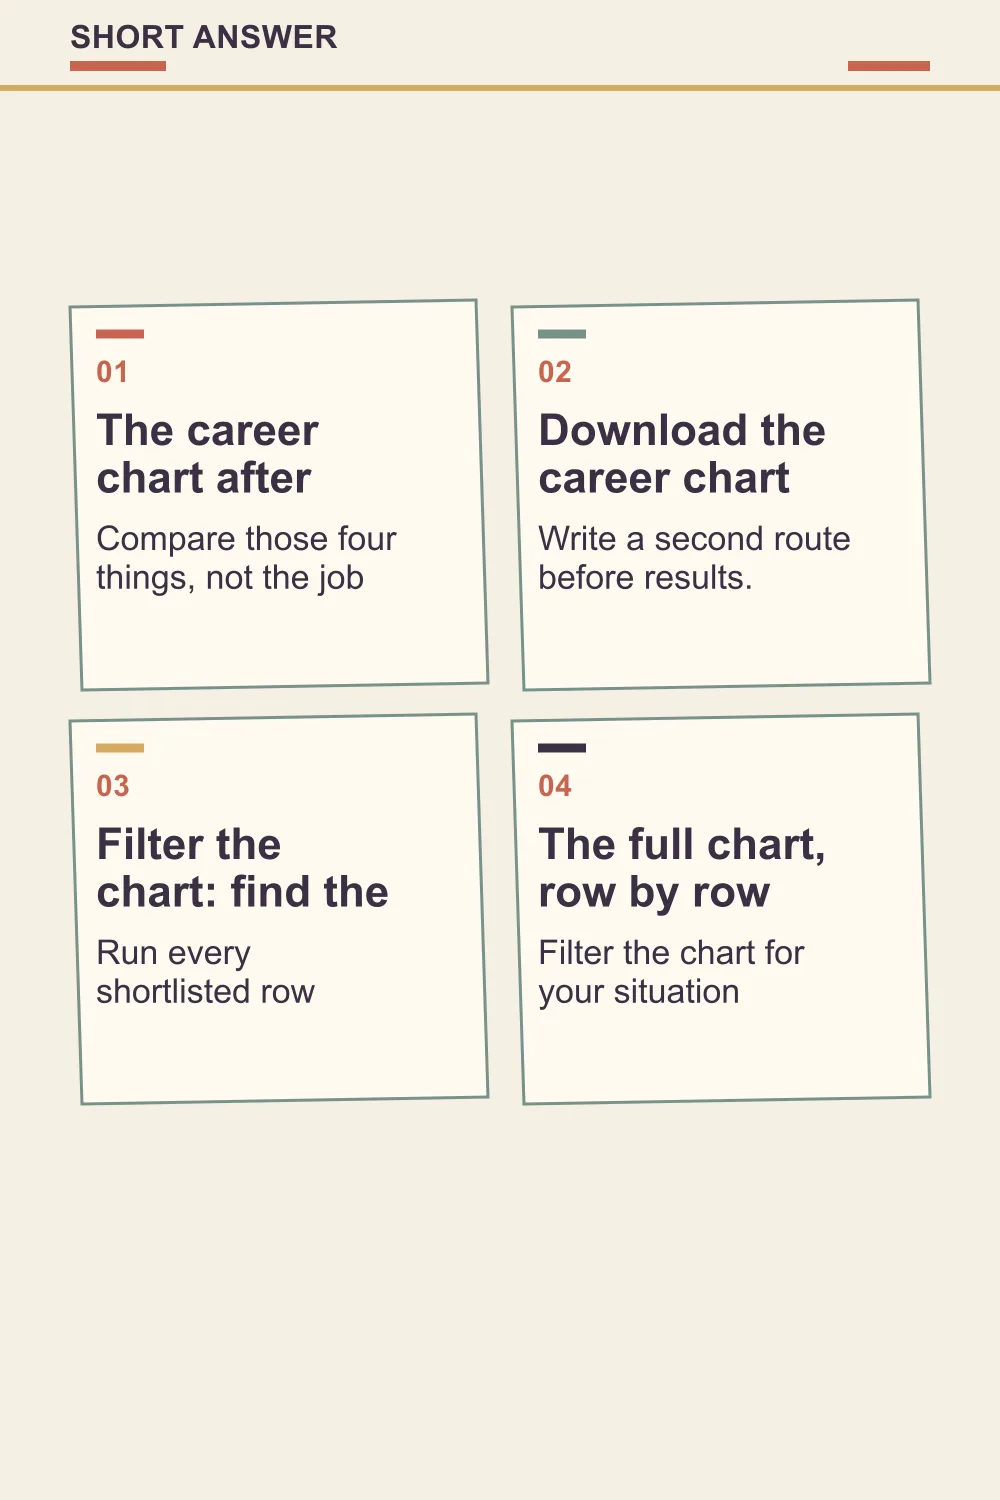 SHORT ANSWER
01
The career
chart after
Compare those four
things, not the job
02
Download the
career chart
Write a second route
before results.
03
Filter the
chart: find the
Run every
shortlisted row
04
The full chart,
row by row
Filter the chart for
your situation